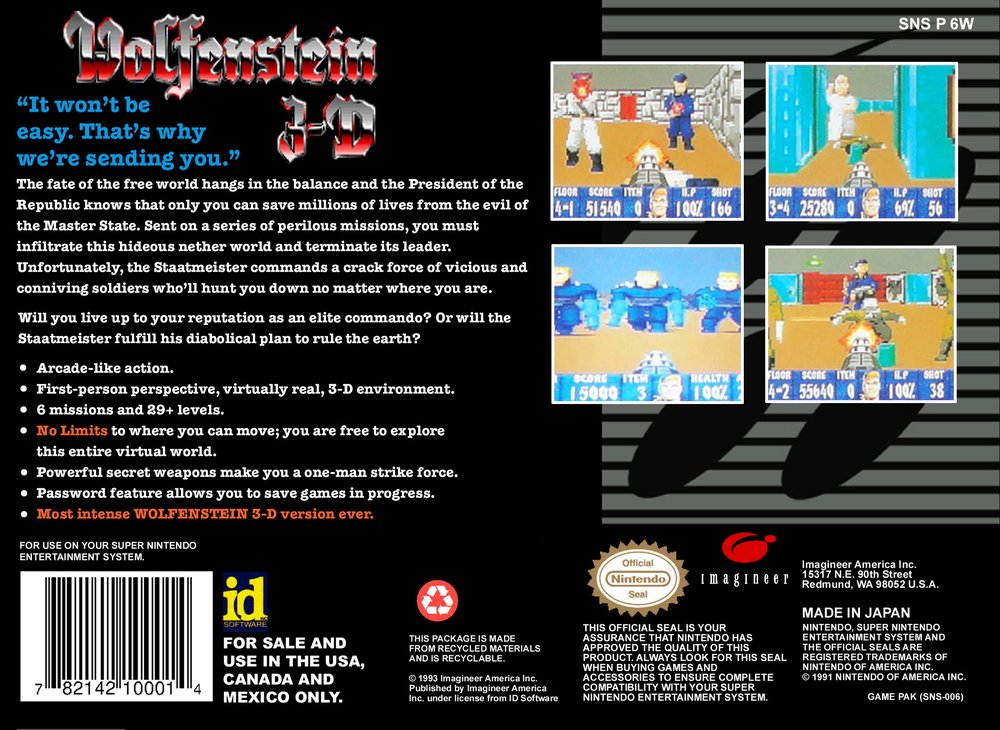 SNS P 6W
Wolfenstein
3-D
“It won’t be
easy. That’s why
we’re sending you.”
The fate of the free world hangs in the balance and the President of the
Republic knows that only you can save millions of lives from the evil of
the Master State. Sent on a series of perilous missions, you must
infiltrate this hideous nether world and terminate its leader.
Unfortunately, the Staatmeister commands a crack force of vicious and
conniving soldiers who’ll hunt you down no matter where you are.
Will you live up to your reputation as an elite commando? Or will the
Staatmeister fulfill his diabolical plan to rule the earth?
• Arcade-like action.
• First-person perspective, virtually real, 3-D environment.
• 6 missions and 29+ levels.
• No Limits to where you can move; you are free to explore
this entire virtual world.
• Powerful secret weapons make you a one-man strike force.
• Password feature allows you to save games in progress.
• Most intense WOLFENSTEIN 3-D version ever.
FLOOR SCORE ITEM H.P SHOT
4-1 51540 0 100% 166
FLOOR SCORE ITEM H.P SHOT
3-4 25280 0 69% 56
SCORE ITEM HEALTH
15000 3 100%
FLOOR SCORE ITEM H.P SHOT
4-2 55640 0 100% 38
FOR USE ON YOUR SUPER NINTENDO
ENTERTAINMENT SYSTEM.
7 82142 10001 4
id
SOFTWARE
FOR SALE AND
USE IN THE USA,
CANADA AND
MEXICO ONLY.
THIS PACKAGE IS MADE
FROM RECYCLED MATERIALS
AND IS RECYCLABLE.
© 1993 Imagineer America Inc.
Published by Imagineer America
Inc. under license from ID Software
Official
Nintendo
Seal
THIS OFFICIAL SEAL IS YOUR
ASSURANCE THAT NINTENDO HAS
APPROVED THE QUALITY OF THIS
PRODUCT. ALWAYS LOOK FOR THIS SEAL
WHEN BUYING GAMES AND
ACCESSORIES TO ENSURE COMPLETE
COMPATIBILITY WITH YOUR SUPER
NINTENDO ENTERTAINMENT SYSTEM.
imagineer
Imagineer America Inc.
15317 N.E. 90th Street
Redmund, WA 98052 U.S.A.
MADE IN JAPAN
NINTENDO, SUPER NINTENDO
ENTERTAINMENT SYSTEM AND
THE OFFICIAL SEALS ARE
REGISTERED TRADEMARKS OF
NINTENDO OF AMERICA INC.
© 1991 NINTENDO OF AMERICA INC.
GAME PAK (SNS-006)